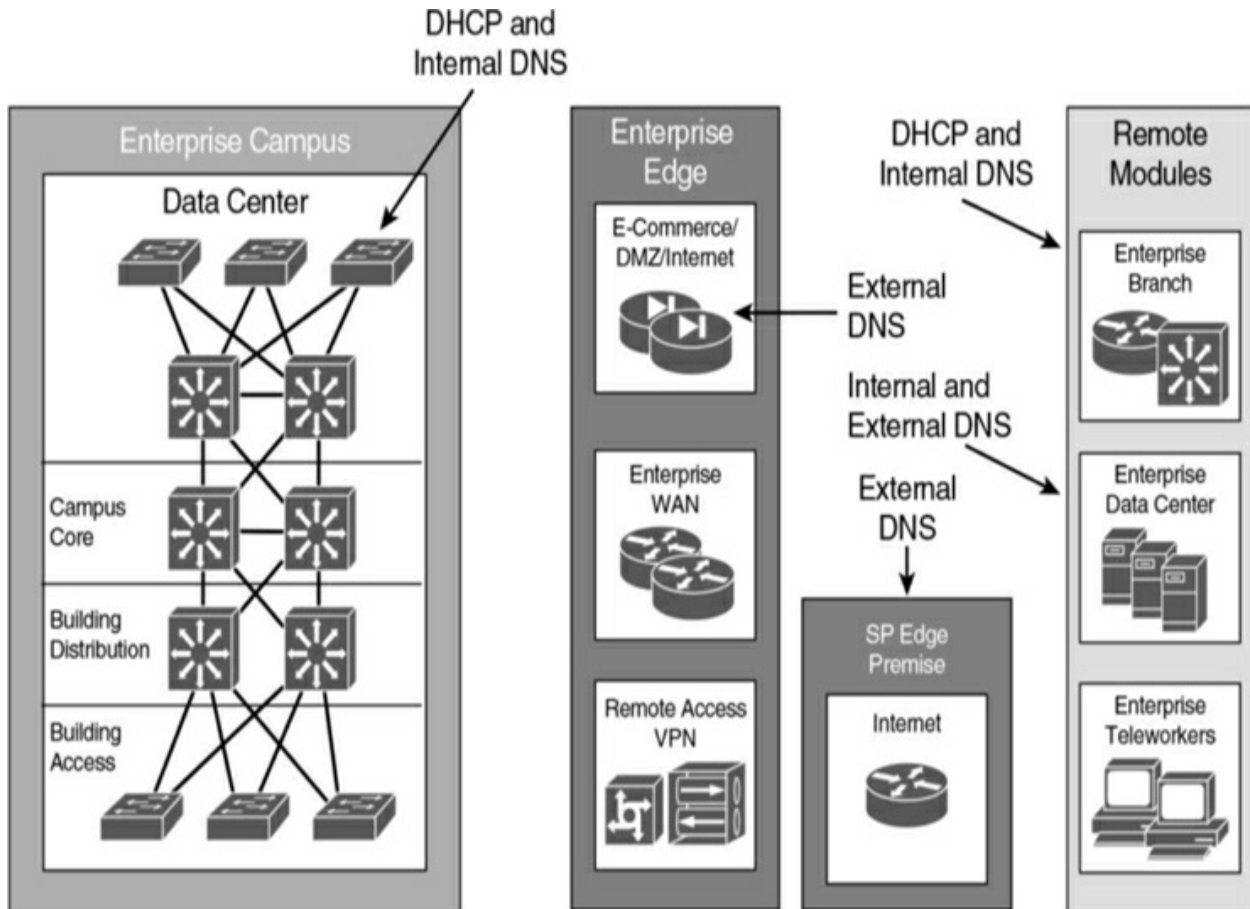 DHCP and
Internal DNS
Enterprise Campus
Data Center
Campus
Core
Building
Distribution
Building
Access
Enterprise
Edge
E-Commerce/
DMZ/Internet
Enterprise
WAN
Remote Access
VPN
External
DNS
Internal and
External DNS
External
DNS
SP Edge
Premise
Internet
DHCP and
Internal DNS
Remote
Modules
Enterprise
Branch
Enterprise
Data Center
Enterprise
Teleworkers